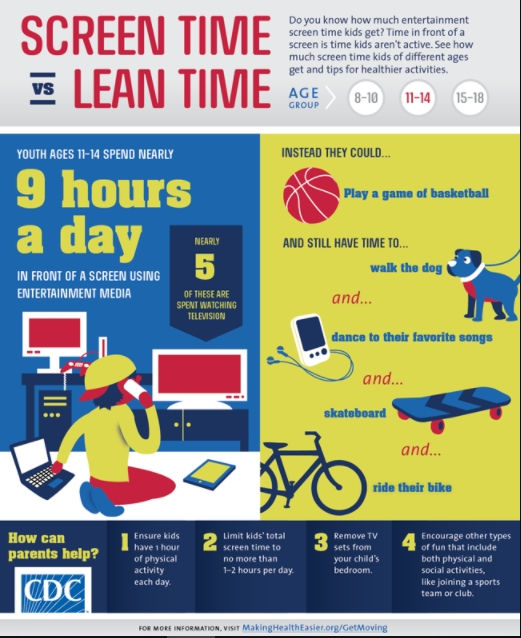 SCREEN TIME
vs LEAN TIME
Do you know how much entertainment
screen time kids get? Time in front of a
screen is time kids aren't active. See how
much screen time kids of different ages
get and tips for healthier activities.
AGE
GROUP
8-10
11-14
15-18
YOUTH AGES 11-14 SPEND NEARLY
9 hours
a day
IN FRONT OF A SCREEN USING
ENTERTAINMENT MEDIA
NEARLY
5
OF THESE ARE
SPENT WATCHING
TELEVISION
INSTEAD THEY COULD...
Play a game of basketball
AND STILL HAVE TIME TO...
walk the dog
and...
dance to their favorite songs
and...
skateboard
and...
ride their bike
How can
parents help?
CDC
1 Ensure kids
have 1 hour
of physical
activity
each day.
2 Limit kids' total
screen time to
no more than
1-2 hours per day.
3 Remove TV
sets from
your child's
bedroom.
4 Encourage other types
of fun that include
both physical and
social activities,
like joining a sports
team or club.
FOR MORE INFORMATION, VISIT MakingHealthEasier.org/GetMoving